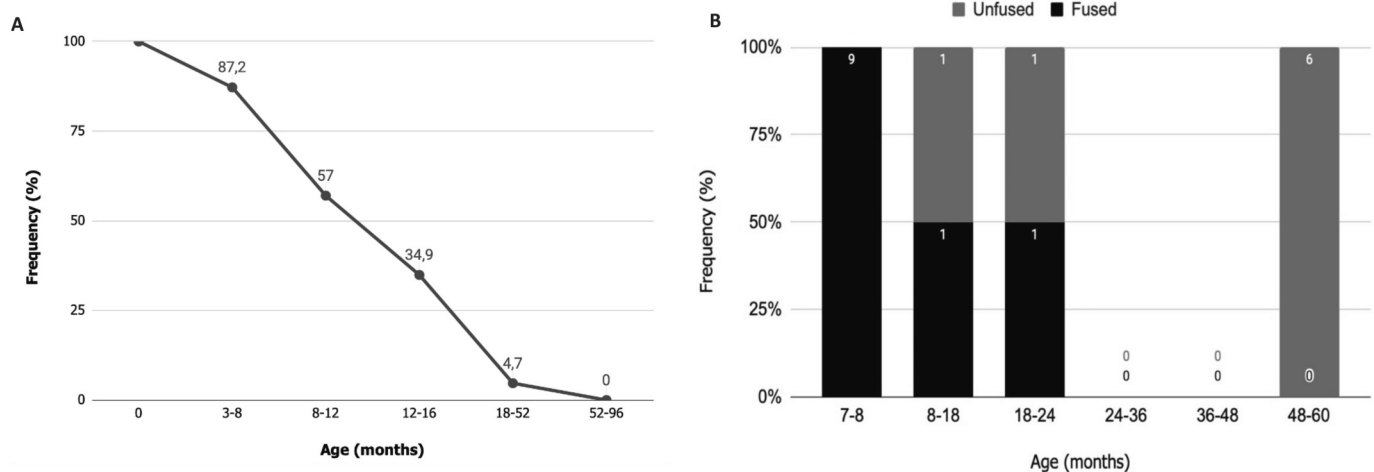 A
100
87,2
75
57
50
34,9
25
4,7
0
0
0 3-8 8-12 12-16 18-52 52-96
Frequency (%)
Age (months)
B
Unfused Fused
100%
9 1 1 6
75%
50%
1 1
25%
0 0
0 0 0
0%
7-8 8-18 18-24 24-36 36-48 48-60
Frequency (%)
Age (months)